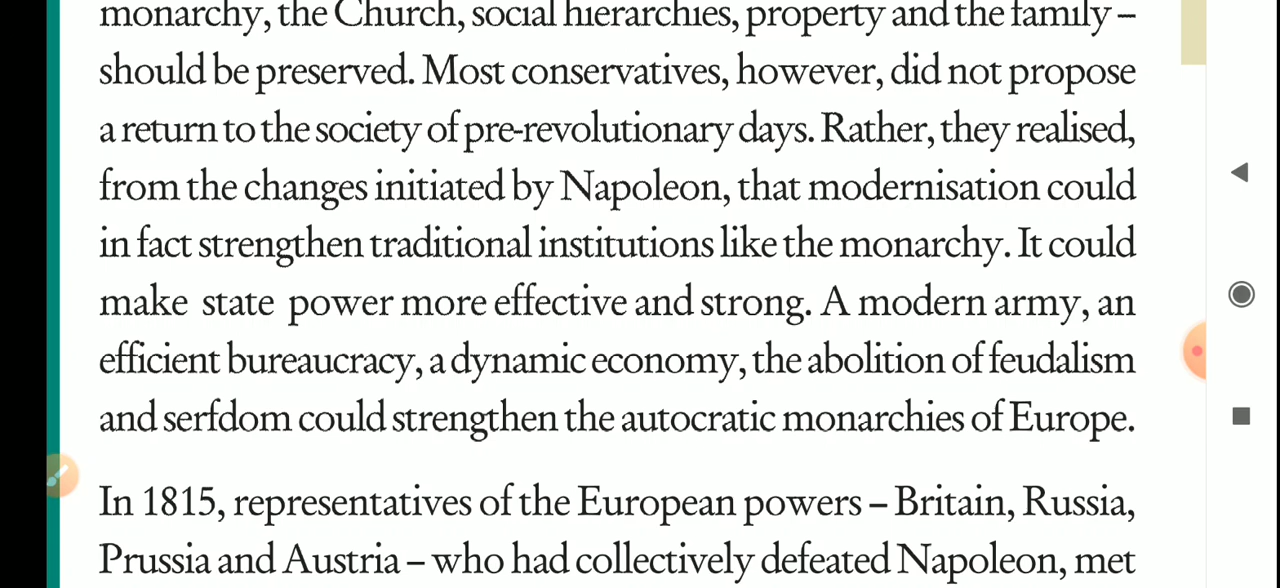 monarchy, the Church, social hierarchies, property and the family –
should be preserved. Most conservatives, however, did not propose
a return to the society of pre-revolutionary days. Rather, they realised,
from the changes initiated by Napoleon, that modernisation could
in fact strengthen traditional institutions like the monarchy. It could
make state power more effective and strong. A modern army, an
efficient bureaucracy, a dynamic economy, the abolition of feudalism
and serfdom could strengthen the autocratic monarchies of Europe.
In 1815, representatives of the European powers – Britain, Russia,
Prussia and Austria – who had collectively defeated Napoleon, met